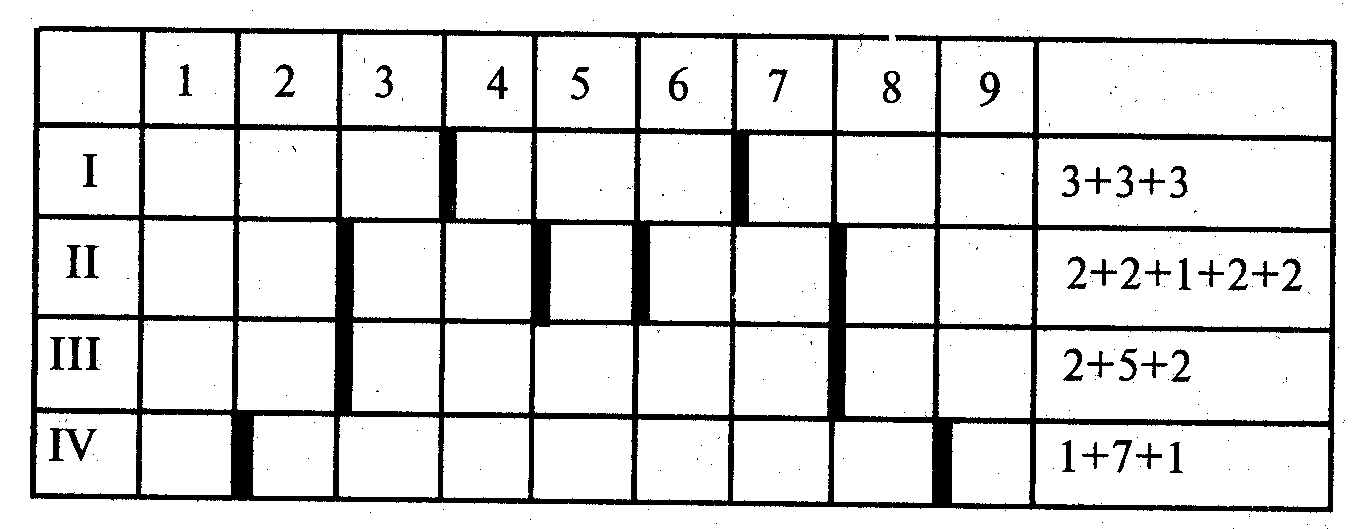 1 2 3 4 5 6 7 8 9
I 3+3+3
II 2+2+1+2+2
III 2+5+2
IV 1+7+1